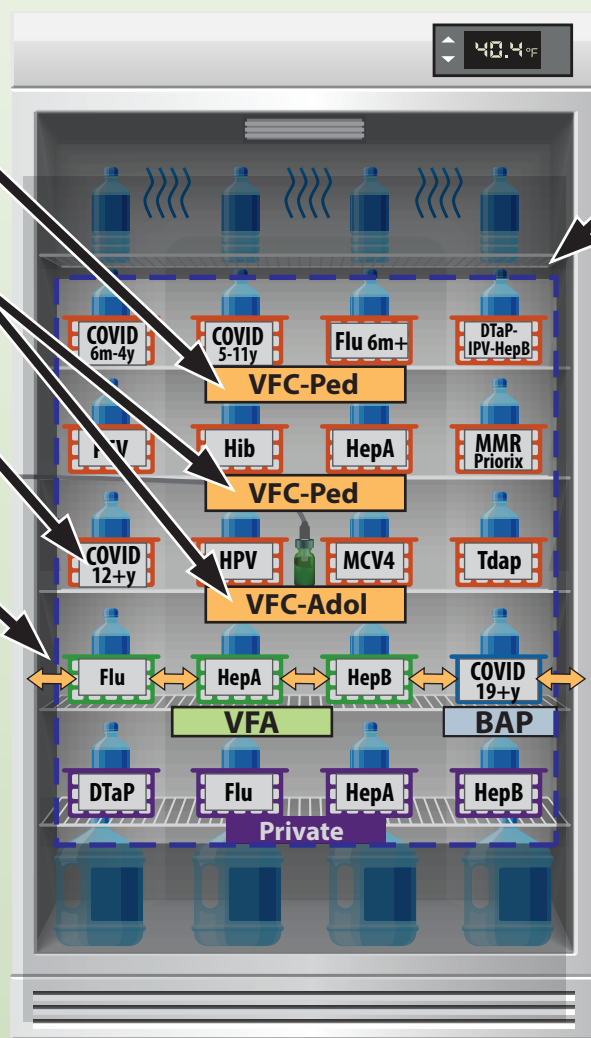 40.4 °F
COVID
6m-4y
COVID
5-11y
Flu 6m+
DTaP-
IPV-HepB
VFC-Ped
Hib
HepA
MMR
Priorix
VFC-Ped
COVID
12+y
HPV
MCV4
Tdap
VFC-Adol
Flu
HepA
HepB
COVID
19+y
VFA
BAP
DTaP
Flu
HepA
HepB
Private